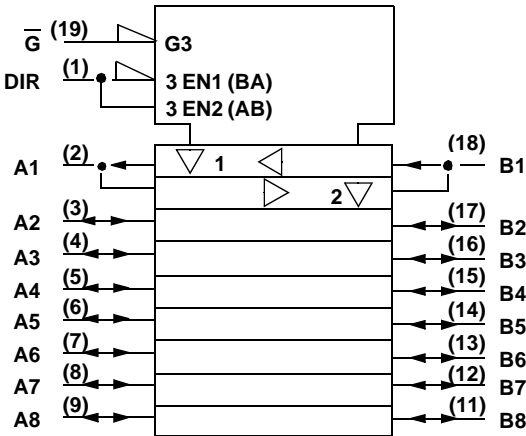 G̅ (19) G3
DIR (1) 3 EN1 (BA)
3 EN2 (AB)
A1 (2) 1 (18) B1
2
A2 (3) (17) B2
A3 (4) (16) B3
A4 (5) (15) B4
A5 (6) (14) B5
A6 (7) (13) B6
A7 (8) (12) B7
A8 (9) (11) B8